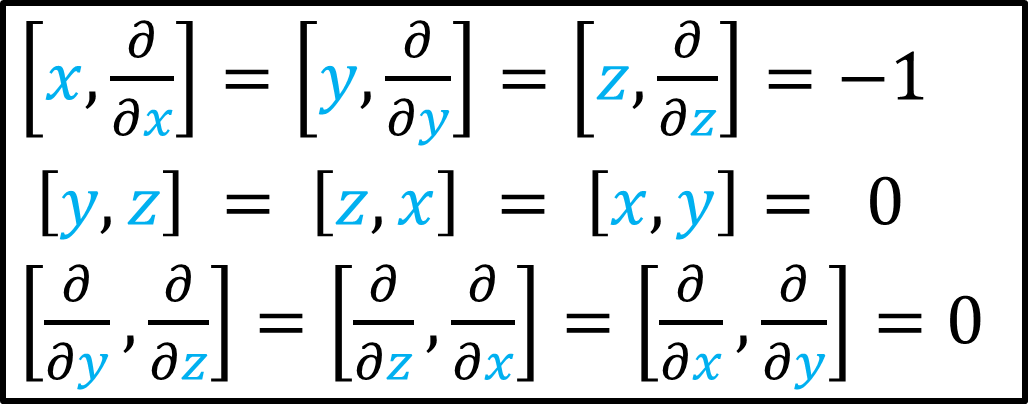 [x, ∂/∂x] = [y, ∂/∂y] = [z, ∂/∂z] = −1
[y, z] = [z, x] = [x, y] = 0
[∂/∂y, ∂/∂z] = [∂/∂z, ∂/∂x] = [∂/∂x, ∂/∂y] = 0